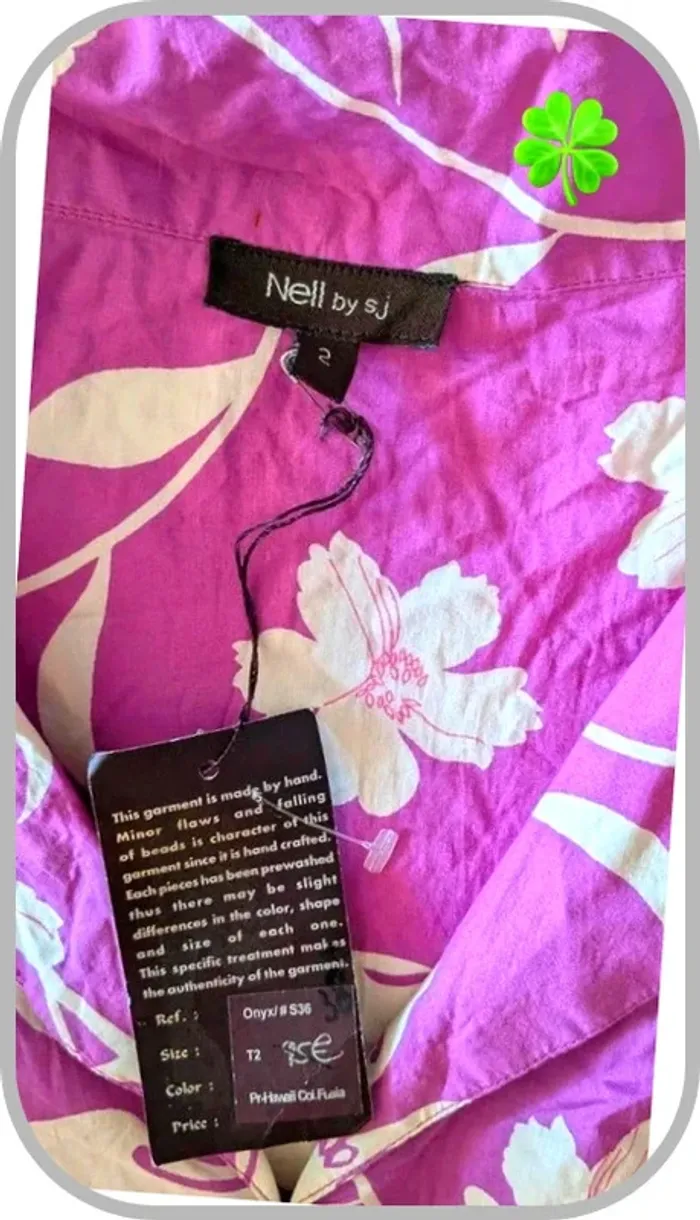 Nell by sj
2
This garment is made by hand.
Minor flaws and falling
of beads is character of this
garment since it is hand crafted.
Each pieces has been prewashed
thus there may be slight
differences in the color, shape
and size of each one.
This specific treatment makes
the authenticity of the garment.
Ref. : Onyx/ # S36
Size : T2 95€
Color : Pr-Hawaii Col.Fusia
Price :